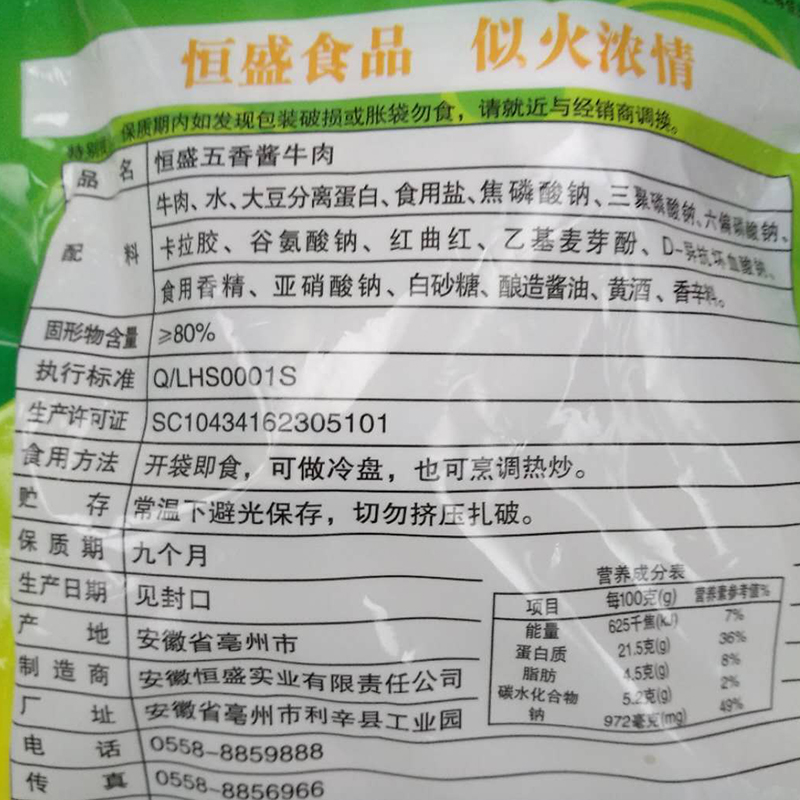 恒盛食品 似火浓情
保质期内如发现包装破损或胀袋勿食，请就近与经销商调换。
品名 恒盛五香酱牛肉
配料 牛肉、水、大豆分离蛋白、食用盐、焦磷酸钠、三聚磷酸钠、六偏磷酸钠、
卡拉胶、谷氨酸钠、红曲红、乙基麦芽酚、D-异抗坏血酸钠、
食用香精、亚硝酸钠、白砂糖、酿造酱油、黄酒、香辛料。
固形物含量 ≥80%
执行标准 Q/LHS0001S
生产许可证 SC10434162305101
食用方法 开袋即食，可做冷盘，也可烹调热炒。
贮存 常温下避光保存，切勿挤压扎破。
保质期 九个月
生产日期 见封口
产地 安徽省亳州市
制造商 安徽恒盛实业有限责任公司
厂址 安徽省亳州市利辛县工业园
电话 0558-8859888
传真 0558-8856966
营养成分表
项目 每100克(g) 营养素参考值%
能量 625千焦(kJ) 7%
蛋白质 21.5克(g) 36%
脂肪 4.5克(g) 8%
碳水化合物 5.2克(g) 2%
钠 972毫克(mg) 49%